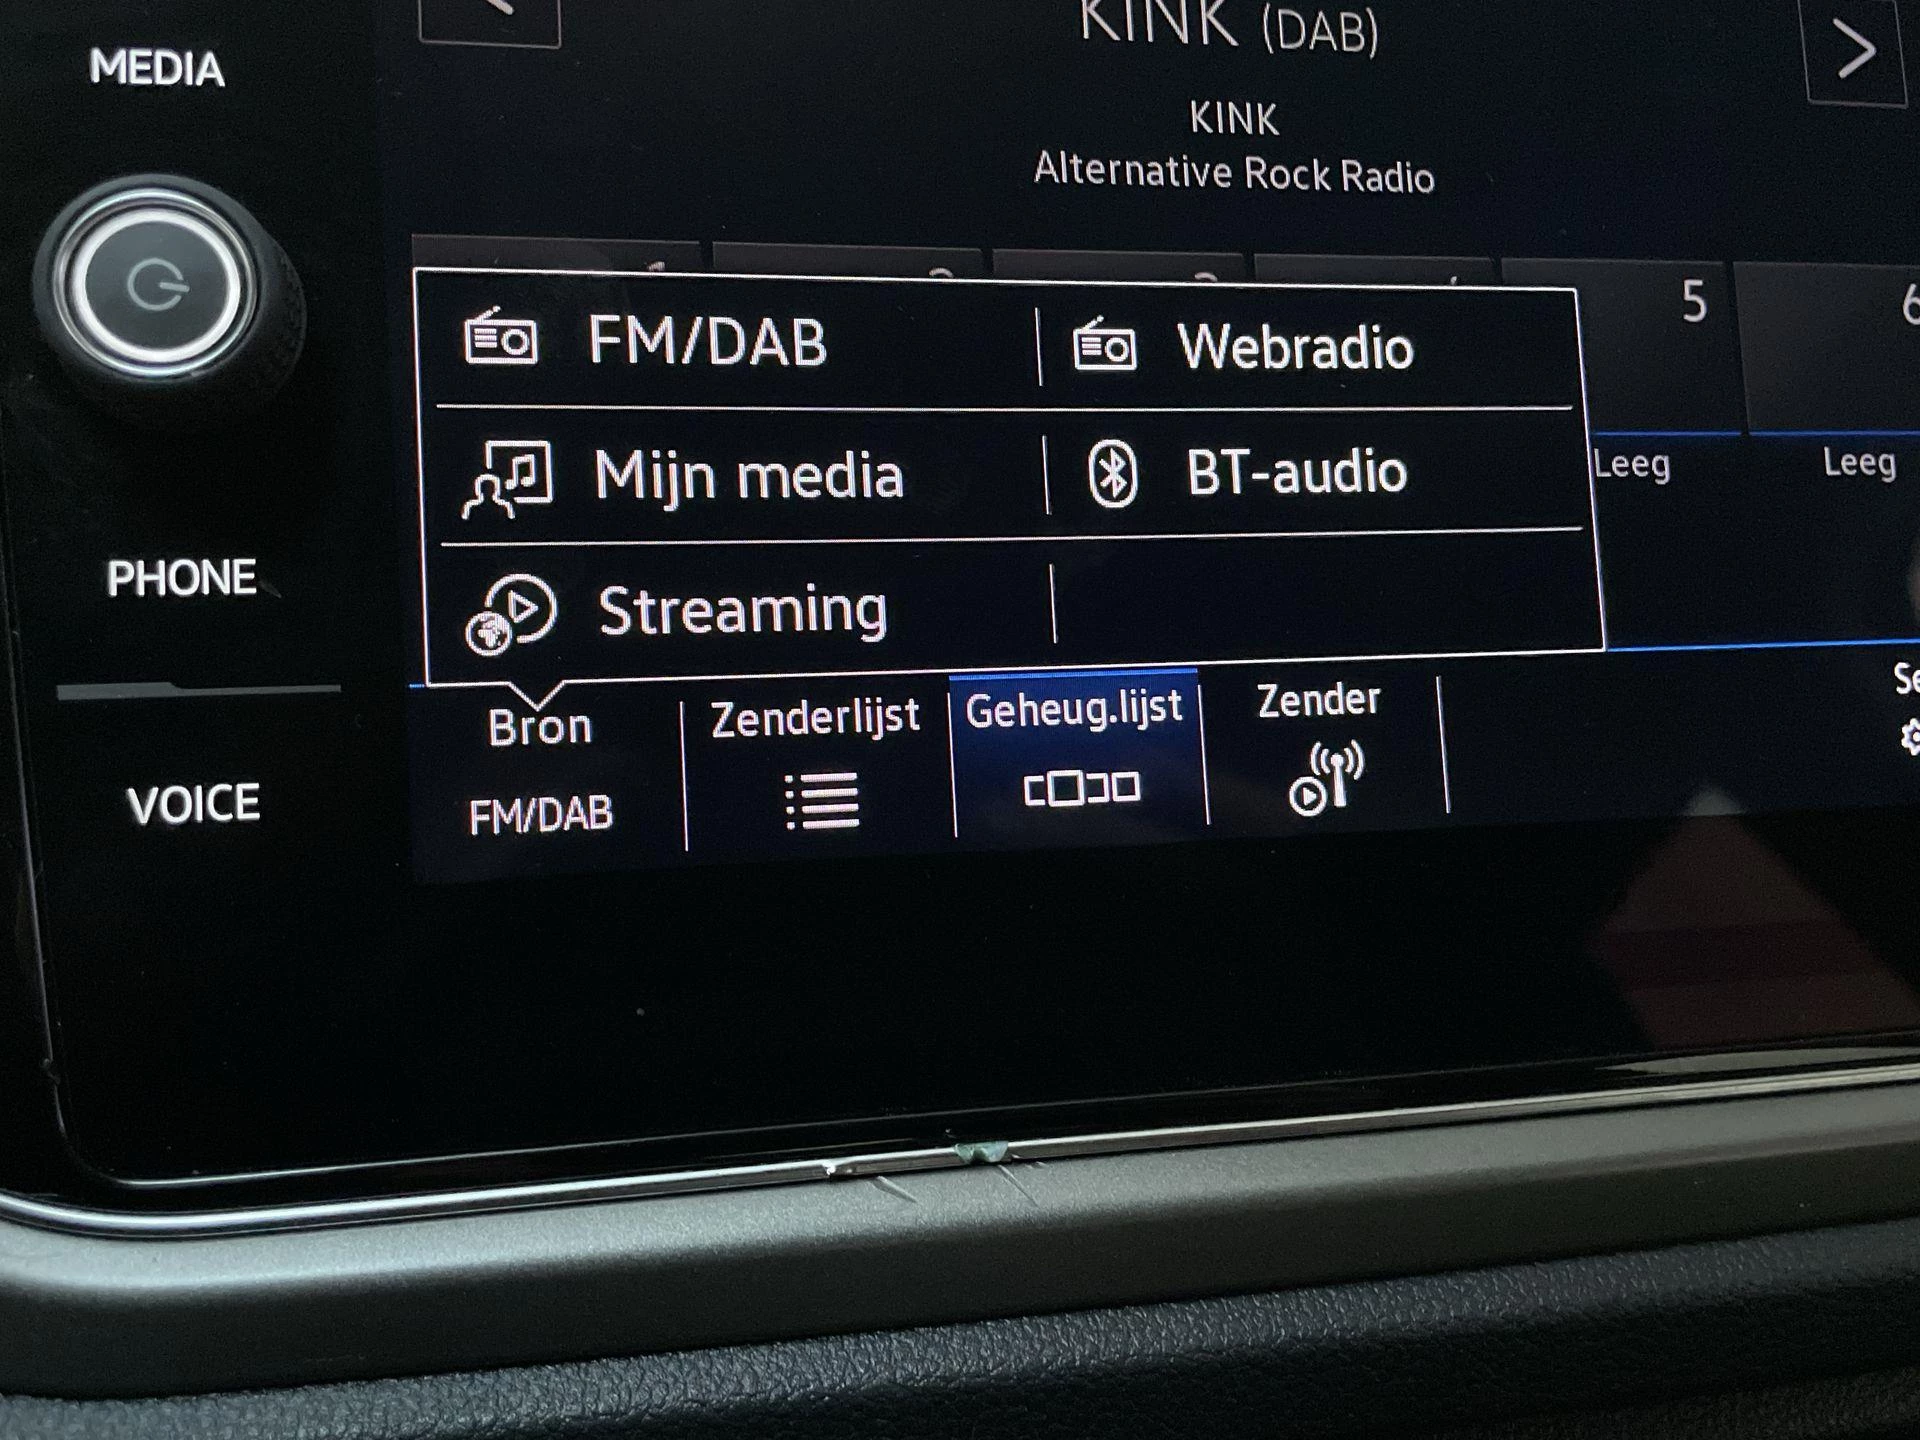 MEDIA
KINK (DAB)
KINK
Alternative Rock Radio
5
6
FM/DAB
Webradio
Mijn media
BT-audio
Leeg
Leeg
PHONE
Streaming
Bron
Zenderlijst
Geheug.lijst
Zender
FM/DAB
VOICE